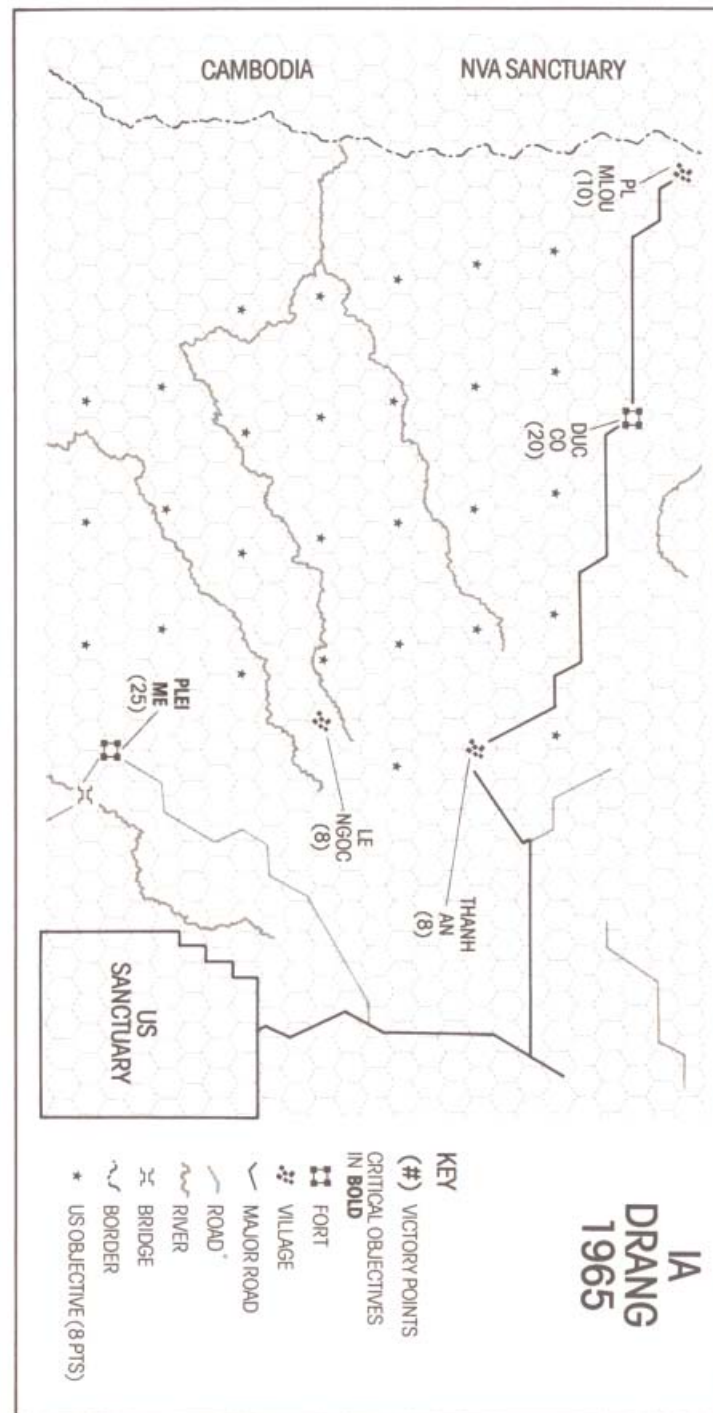 IA
DRANG
1965
CAMBODIA
NVA SANCTUARY
PL
MLOU
(10)
DUC
CO
(20)
THANH
AN
(8)
LE
NGOC
(8)
PLEI
ME
(25)
US
SANCTUARY
KEY
(#) VICTORY POINTS
CRITICAL OBJECTIVES
IN BOLD
FORT
VILLAGE
MAJOR ROAD
ROAD
RIVER
BRIDGE
BORDER
US OBJECTIVE (8 PTS)